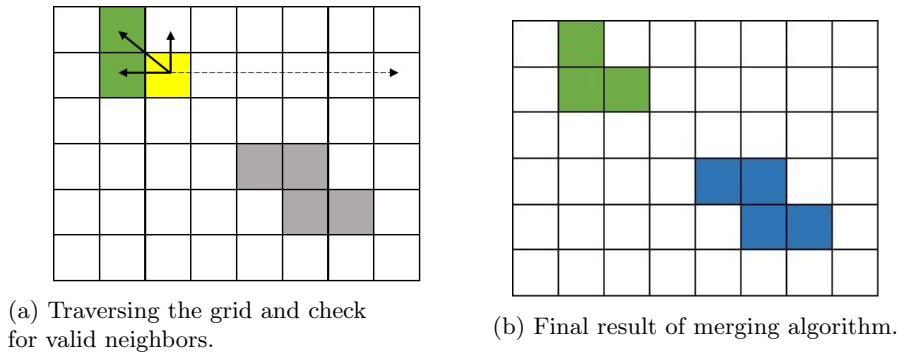 (a) Traversing the grid and check
for valid neighbors.
(b) Final result of merging algorithm.